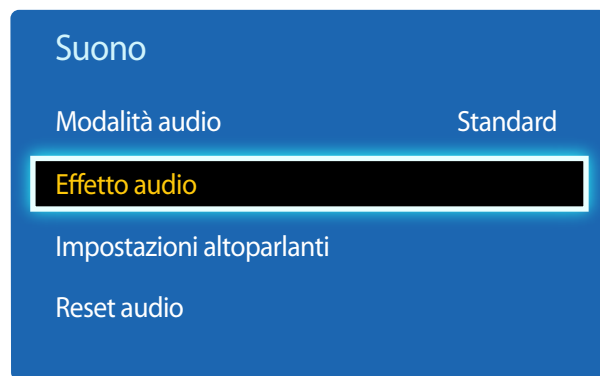 Suono
Modalità audio Standard
Effetto audio
Impostazioni altoparlanti
Reset audio